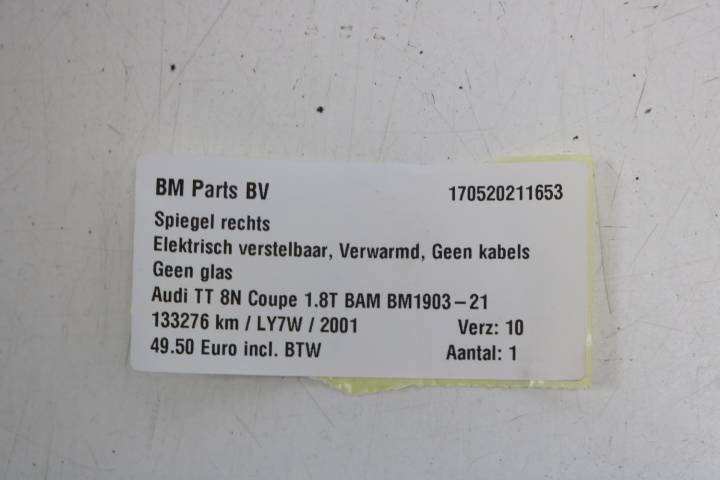 BM Parts BV 170520211653
Spiegel rechts
Elektrisch verstelbaar, Verwarmd, Geen kabels
Geen glas
Audi TT 8N Coupe 1.8T BAM BM1903-21
133276 km / LY7W / 2001 Verz: 10
49.50 Euro incl. BTW Aantal: 1